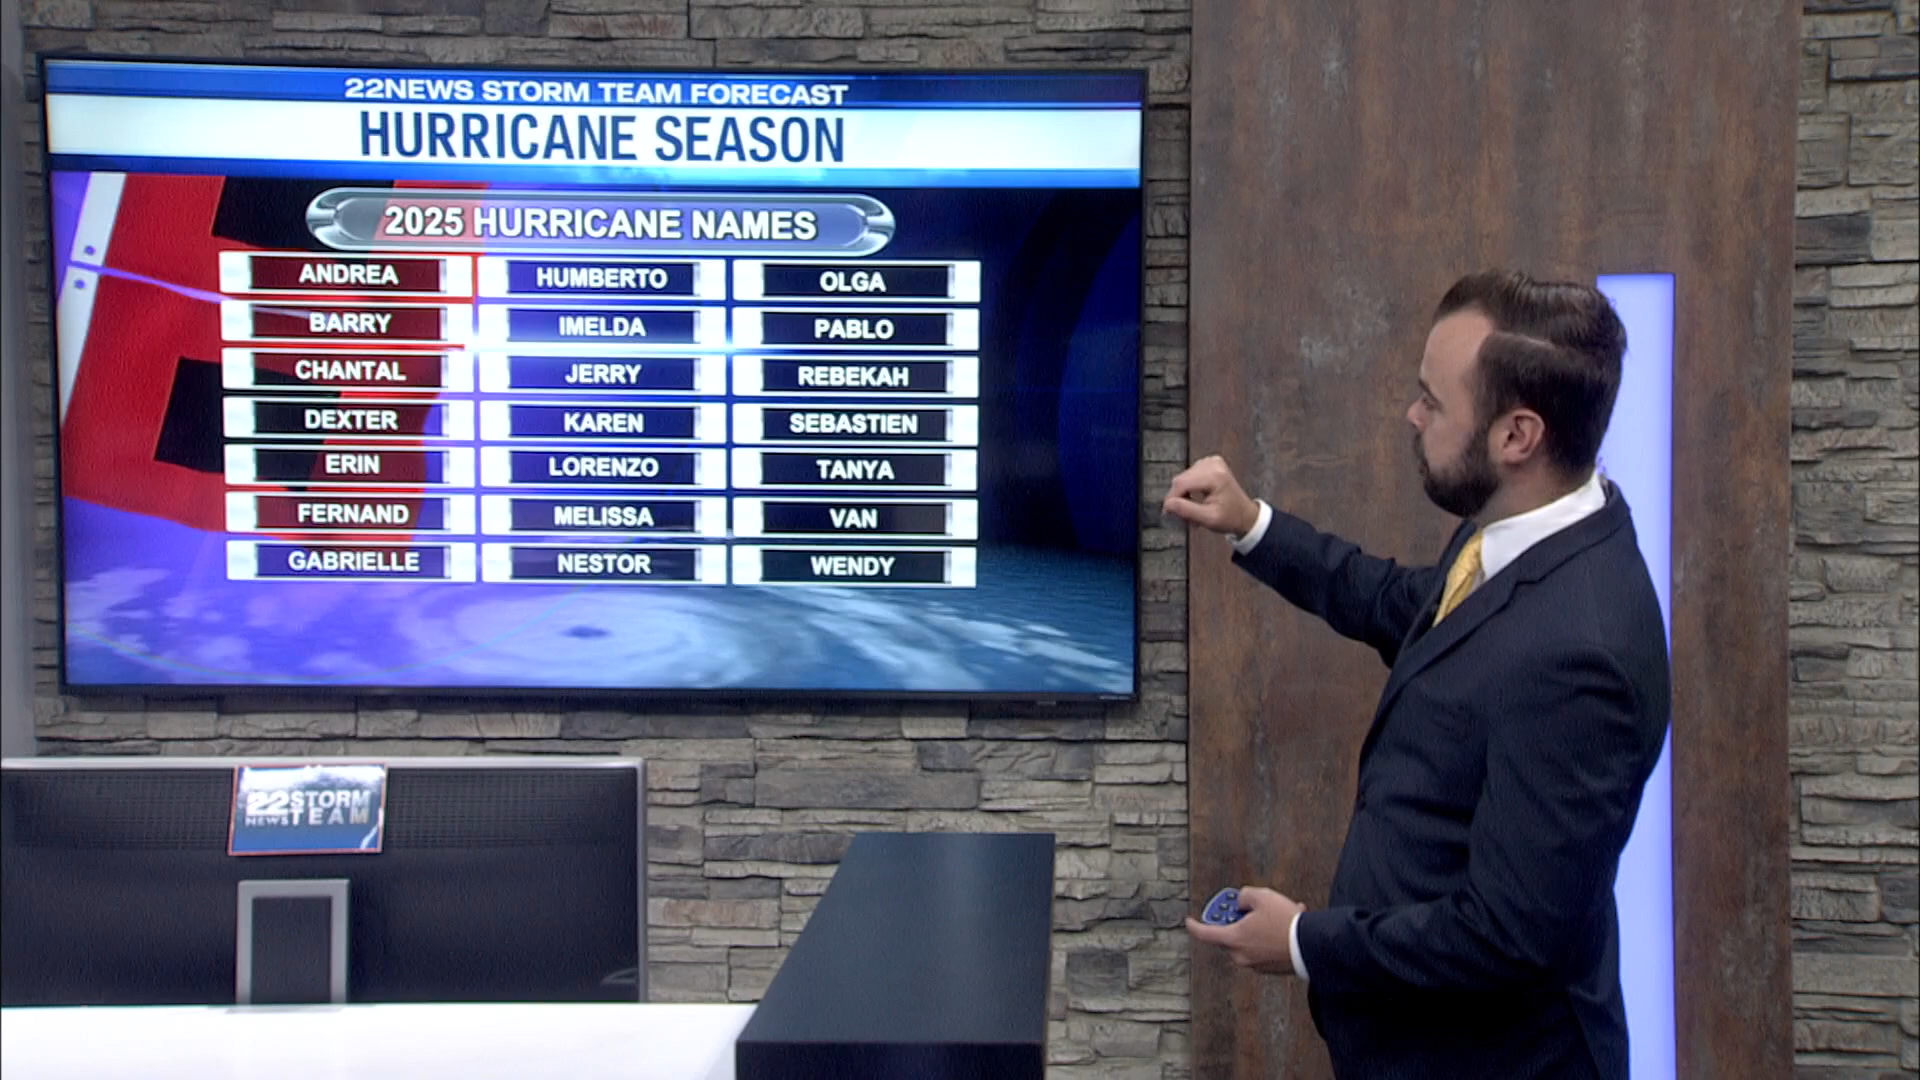 22NEWS STORM TEAM FORECAST
HURRICANE SEASON
2025 HURRICANE NAMES
ANDREA
BARRY
CHANTAL
DEXTER
ERIN
FERNAND
GABRIELLE
HUMBERTO
IMELDA
JERRY
KAREN
LORENZO
MELISSA
NESTOR
OLGA
PABLO
REBEKAH
SEBASTIEN
TANYA
VAN
WENDY
22 STORM
NEWS TEAM